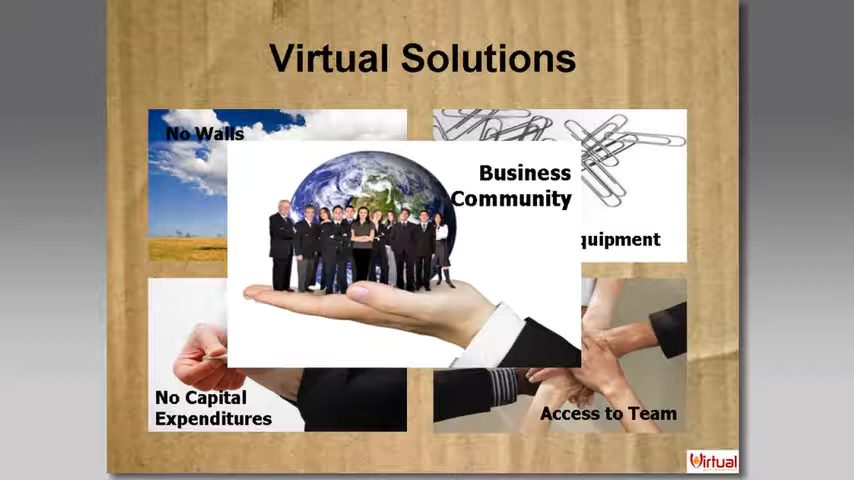 Virtual Solutions
No Walls
Business
Community
quipment
No Capital
Expenditures
Access to Team
Virtual